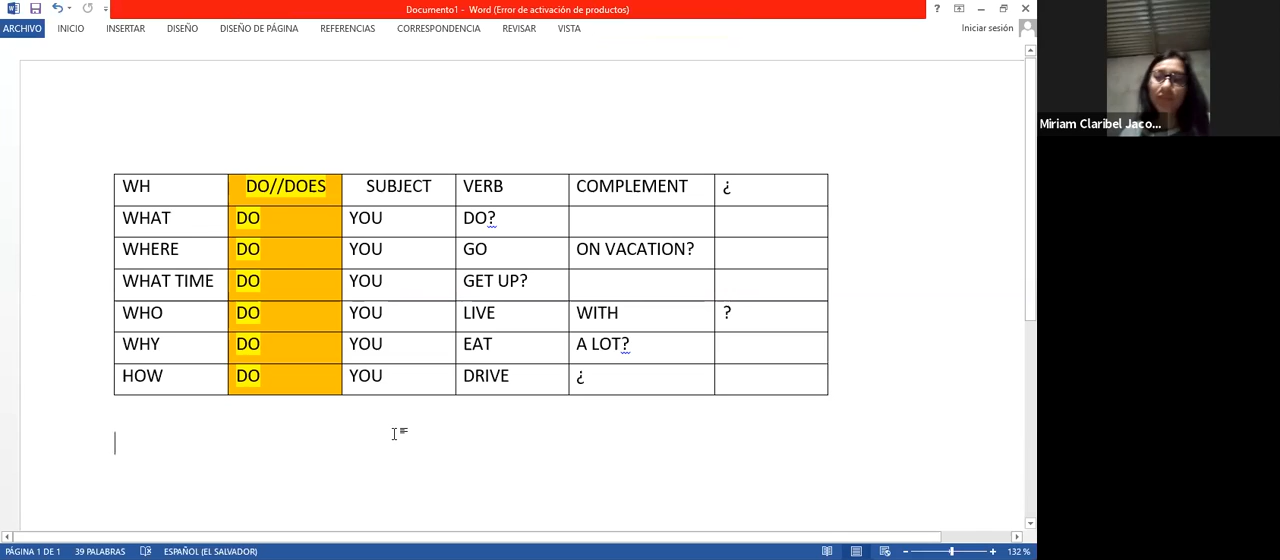 Documento1 - Word (Error de activación de productos)
ARCHIVO INICIO INSERTAR DISEÑO DISEÑO DE PÁGINA REFERENCIAS CORRESPONDENCIA REVISAR VISTA Iniciar sesión
Miriam Claribel Jaco...
WH DO//DOES SUBJECT VERB COMPLEMENT ¿
WHAT DO YOU DO?
WHERE DO YOU GO ON VACATION?
WHAT TIME DO YOU GET UP?
WHO DO YOU LIVE WITH ?
WHY DO YOU EAT A LOT?
HOW DO YOU DRIVE ¿
PÁGINA 1 DE 1 39 PALABRAS ESPAÑOL (EL SALVADOR) 132 %